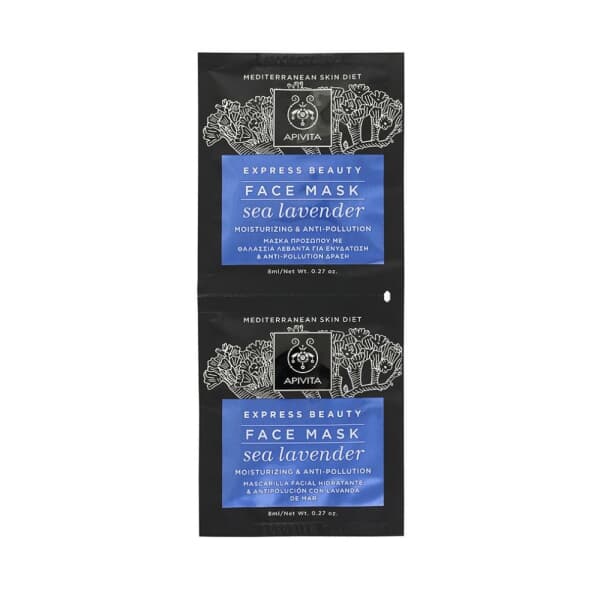 MEDITERRANEAN SKIN DIET
APIVITA
EXPRESS BEAUTY
FACE MASK
sea lavender
MOISTURIZING & ANTI-POLLUTION
ΜΑΣΚΑ ΠΡΟΣΩΠΟΥ ΜΕ
ΘΑΛΑΣΣΙΑ ΛΕΒΑΝΤΑ ΓΙΑ ΕΝΥΔΑΤΩΣΗ
& ANTI-POLLUTION ΔΡΑΣΗ
8ml/Net Wt. 0.27 oz.
MEDITERRANEAN SKIN DIET
APIVITA
EXPRESS BEAUTY
FACE MASK
sea lavender
MOISTURIZING & ANTI-POLLUTION
MASCARILLA FACIAL HIDRATANTE
& ANTIPOLUCIÓN CON LAVANDA
DE MAR
8ml/Net Wt. 0.27 oz.